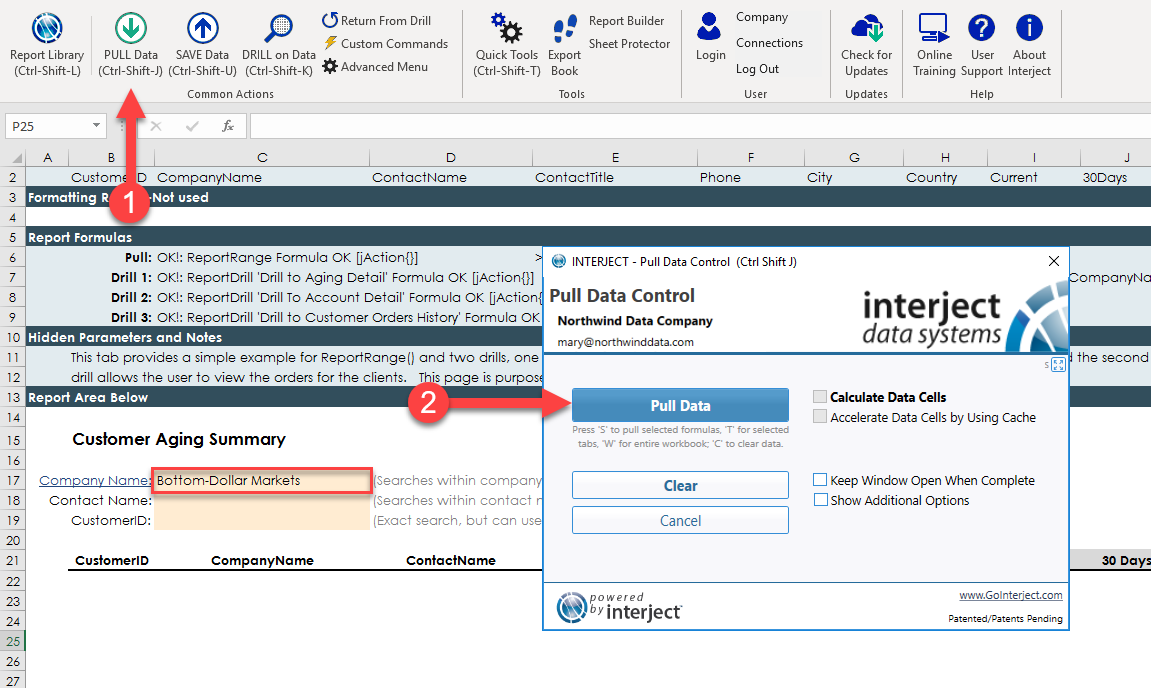 Report Library
(Ctrl-Shift-L)
PULL Data
(Ctrl-Shift-J)
SAVE Data
(Ctrl-Shift-U)
DRILL on Data
(Ctrl-Shift-K)
Return From Drill
Custom Commands
Advanced Menu
Common Actions
Quick Tools
(Ctrl-Shift-T)
Export
Book
Report Builder
Sheet Protector
Tools
Login
Company
Connections
Log Out
User
Check for
Updates
Updates
Online
Training
User
Support
About
Interject
Help
P25
fx
A B C D E F G H I J
2 CustomerID CompanyName ContactName ContactTitle Phone City Country Current 30Days
3 Formatting R Not used
1
4
5 Report Formulas
6 Pull: OK!: ReportRange Formula OK [jAction{}] >
7 Drill 1: OK!: ReportDrill 'Drill to Aging Detail' Formula OK [jAction{}] CompanyNa
8 Drill 2: OK!: ReportDrill 'Drill To Account Detail' Formula OK [jAction{
9 Drill 3: OK!: ReportDrill 'Drill to Customer Orders History' Formula OK
10 Hidden Parameters and Notes
11 This tab provides a simple example for ReportRange() and two drills, one d the second
12 drill allows the user to view the orders for the clients. This page is purpose
13 Report Area Below
14
15 Customer Aging Summary
16
17 Company Name: Bottom-Dollar Markets (Searches within company
18 Contact Name: (Searches within contact n
19 CustomerID: (Exact search, but can use
20
21 CustomerID CompanyName ContactName 30 Days
22
23
24
25
26
27
INTERJECT - Pull Data Control (Ctrl Shift J)
Pull Data Control
Northwind Data Company
mary@northwinddata.com
interject
data systems
s
2
Pull Data
Press 'S' to pull selected formulas, 'T' for selected
tabs, 'W' for entire workbook; 'C' to clear data.
Clear
Cancel
Calculate Data Cells
Accelerate Data Cells by Using Cache
Keep Window Open When Complete
Show Additional Options
powered
by interject
www.GoInterject.com
Patented/Patents Pending